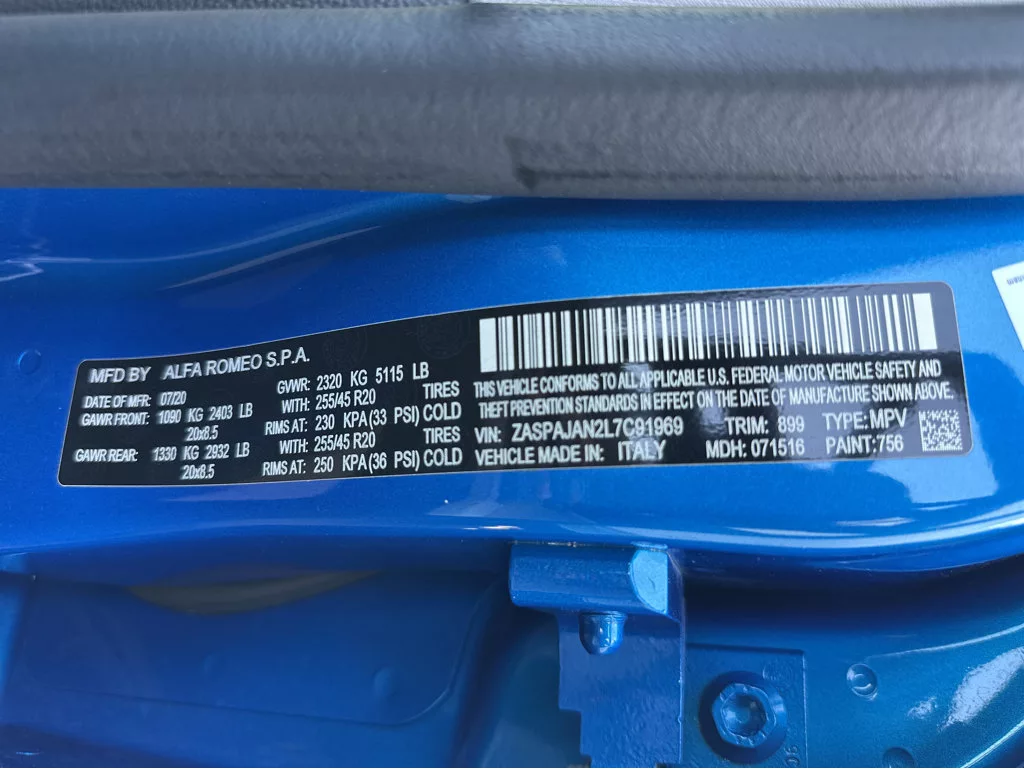 MFD BY ALFA ROMEO S.P.A.
DATE OF MFR: 07/20
GVWR: 2320 KG 5115 LB
GAWR FRONT: 1090 KG 2403 LB
WITH: 255/45 R20 TIRES
20x8.5
RIMS AT: 230 KPA(33 PSI) COLD
GAWR REAR: 1330 KG 2932 LB
WITH: 255/45 R20 TIRES
20x8.5
RIMS AT: 250 KPA(36 PSI) COLD
THIS VEHICLE CONFORMS TO ALL APPLICABLE U.S. FEDERAL MOTOR VEHICLE SAFETY AND
THEFT PREVENTION STANDARDS IN EFFECT ON THE DATE OF MANUFACTURE SHOWN ABOVE.
VIN: ZASPAJAN2L7C91969 TRIM: 899 TYPE: MPV
VEHICLE MADE IN: ITALY MDH: 071516 PAINT:756